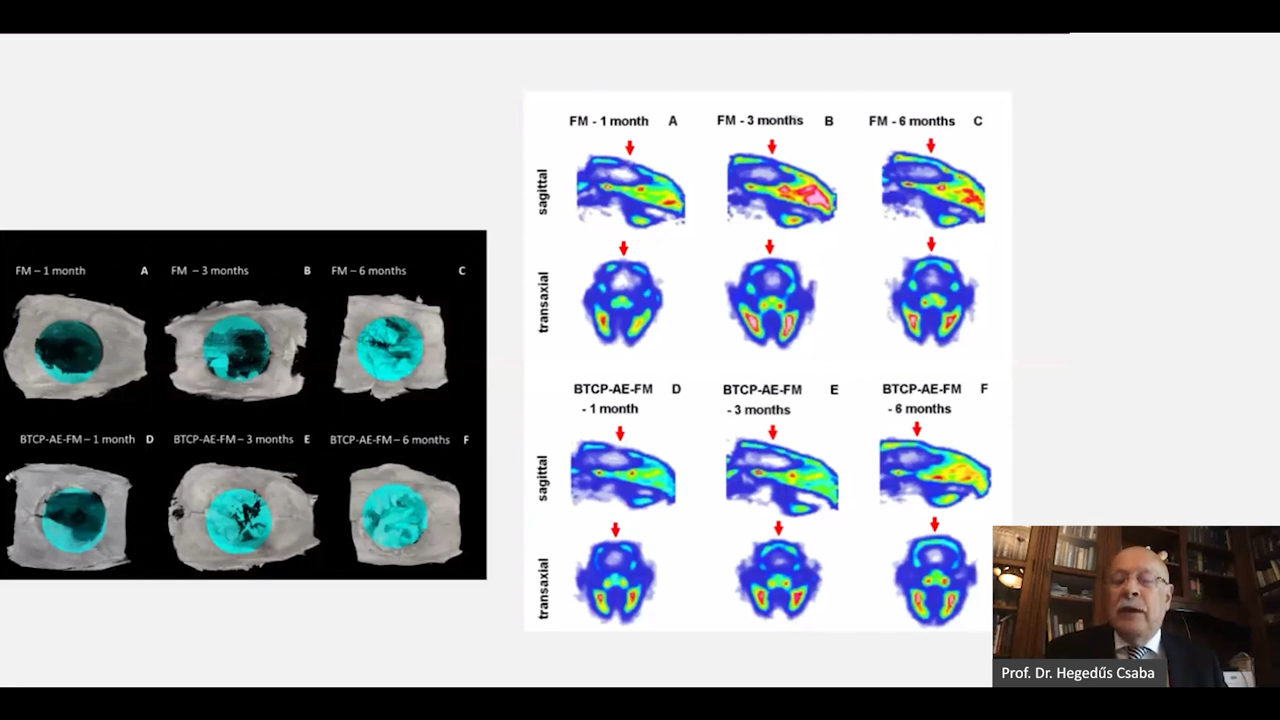 FM – 1 month A FM – 3 months B FM – 6 months C
BTCP-AE-FM – 1 month D BTCP-AE-FM – 3 months E BTCP-AE-FM – 6 months F
FM - 1 month A FM - 3 months B FM - 6 months C
sagittal
transaxial
BTCP-AE-FM D BTCP-AE-FM E BTCP-AE-FM F
- 1 month - 3 months - 6 months
sagittal
transaxial
Prof. Dr. Hegedűs Csaba